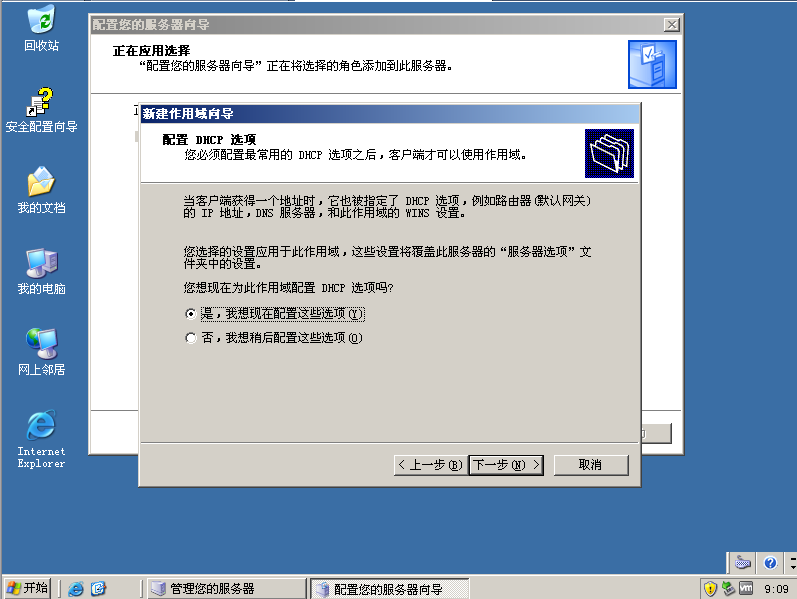 配置您的服务器向导
正在应用选择
“配置您的服务器向导”正在将选择的角色添加到此服务器。
新建作用域向导
配置 DHCP 选项
您必须配置最常用的 DHCP 选项之后，客户端才可以使用作用域。
当客户端获得一个地址时，它也被指定了 DHCP 选项，例如路由器(默认网关)
的 IP 地址，DNS 服务器，和此作用域的 WINS 设置。
您选择的设置应用于此作用域，这些设置将覆盖此服务器的“服务器选项”文
件夹中的设置。
您想现在为此作用域配置 DHCP 选项吗?
是，我想现在配置这些选项(Y)
否，我想稍后配置这些选项(O)
< 上一步(B)
下一步(N) >
取消
回收站
安全配置向导
我的文档
我的电脑
网上邻居
Internet
Explorer
开始
管理您的服务器
配置您的服务器向导
9:09